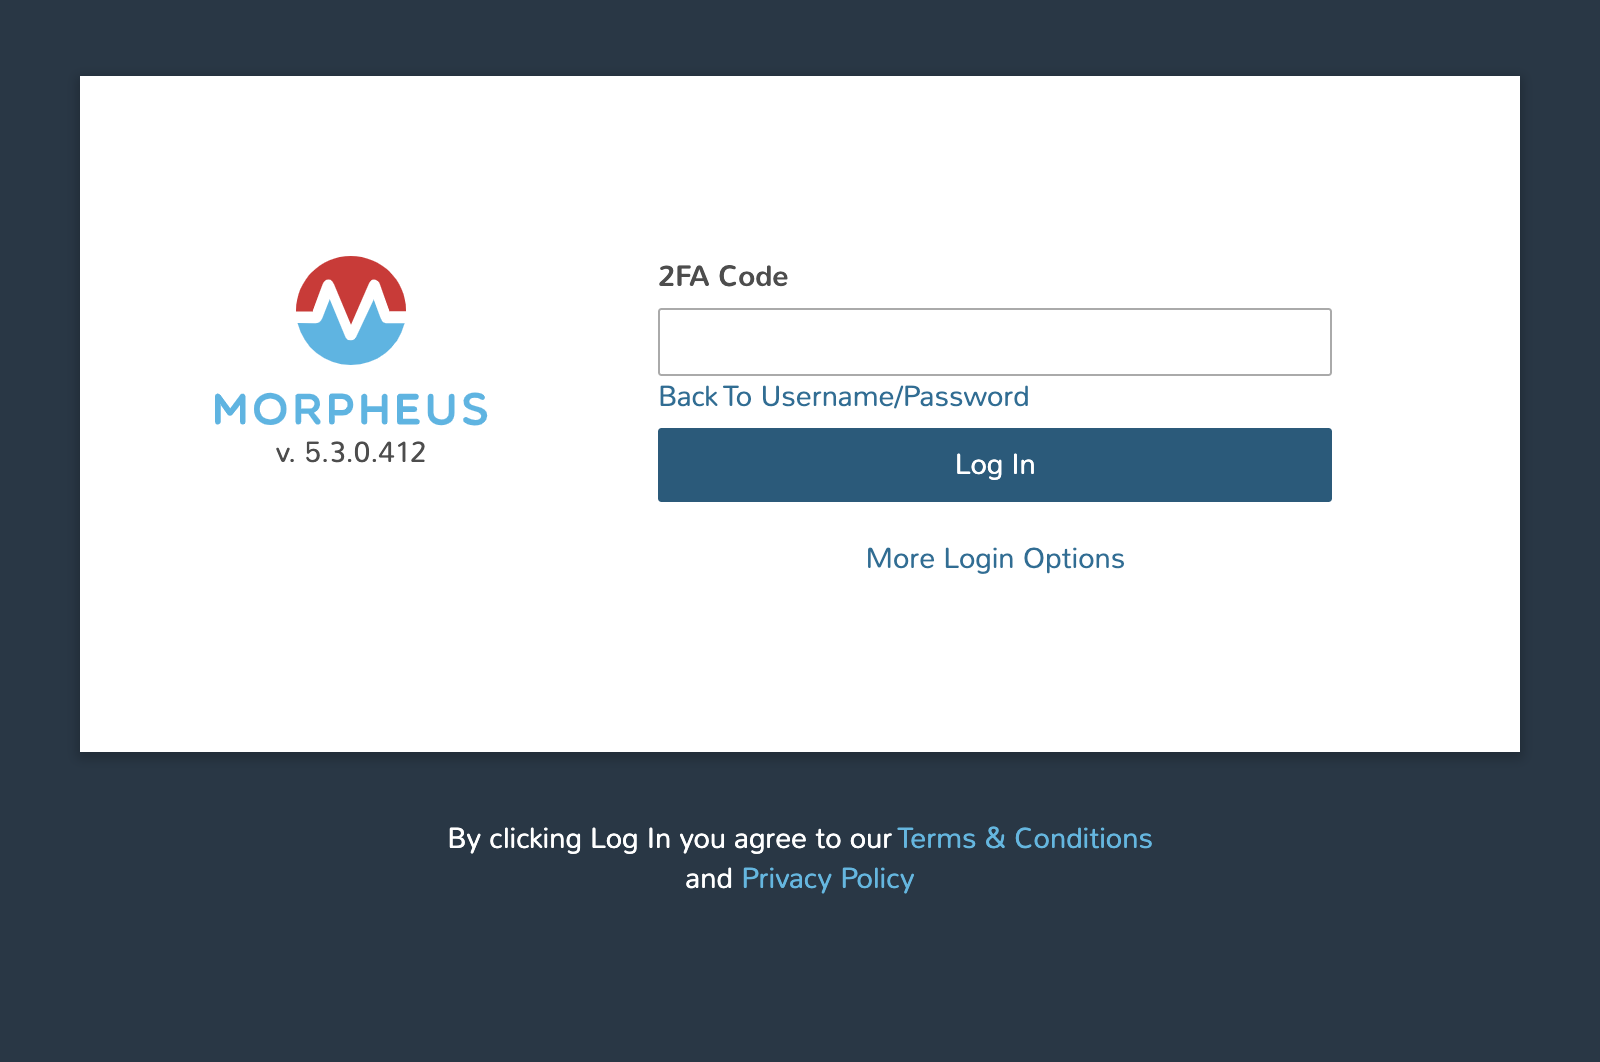 MORPHEUS
v. 5.3.0.412
2FA Code
Back To Username/Password
Log In
More Login Options
By clicking Log In you agree to our Terms & Conditions
and Privacy Policy